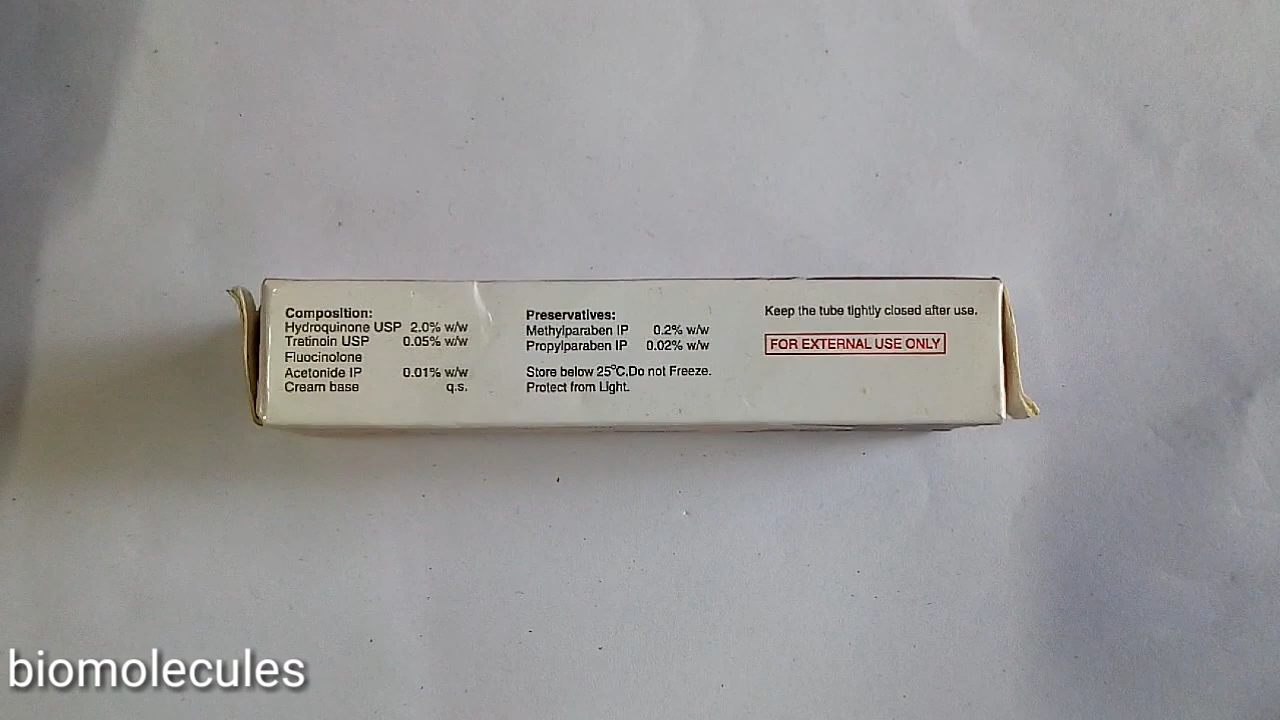 Composition:
Hydroquinone USP 2.0% w/w
Tretinoin USP 0.05% w/w
Fluocinolone
Acetonide IP 0.01% w/w
Cream base q.s.
Preservatives:
Methylparaben IP 0.2% w/w
Propylparaben IP 0.02% w/w
Store below 25°C.Do not Freeze.
Protect from Light.
Keep the tube tightly closed after use.
FOR EXTERNAL USE ONLY
biomolecules